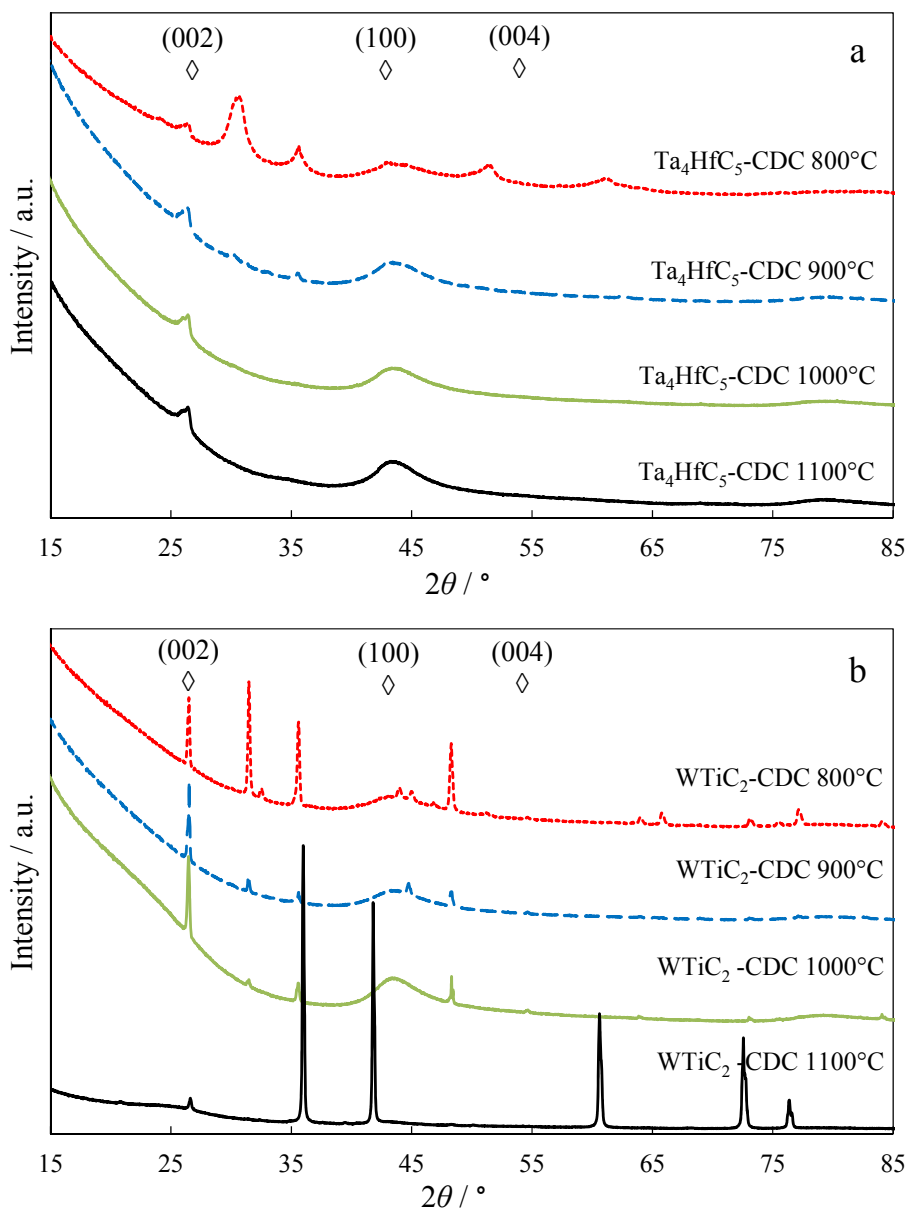 (002) (100) (004) a
◊ ◊ ◊
Ta₄HfC₅-CDC 800°C
Ta₄HfC₅-CDC 900°C
Ta₄HfC₅-CDC 1000°C
Ta₄HfC₅-CDC 1100°C
Intensity / a.u.
15 25 35 45 55 65 75 85
2θ / °
(002) (100) (004) b
◊ ◊ ◊
WTiC₂-CDC 800°C
WTiC₂-CDC 900°C
WTiC₂ -CDC 1000°C
WTiC₂ -CDC 1100°C
Intensity / a.u.
15 25 35 45 55 65 75 85
2θ / °